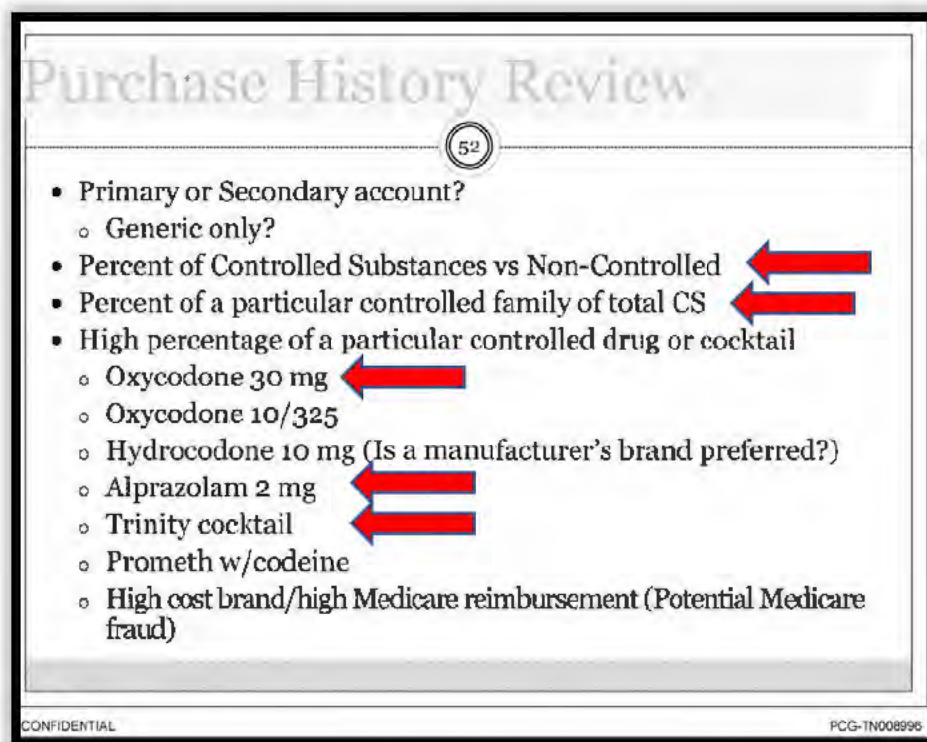 Purchase History Review
52
• Primary or Secondary account?
o Generic only?
• Percent of Controlled Substances vs Non-Controlled
• Percent of a particular controlled family of total CS
• High percentage of a particular controlled drug or cocktail
o Oxycodone 30 mg
o Oxycodone 10/325
o Hydrocodone 10 mg (Is a manufacturer's brand preferred?)
o Alprazolam 2 mg
o Trinity cocktail
o Prometh w/codeine
o High cost brand/high Medicare reimbursement (Potential Medicare
fraud)
CONFIDENTIAL
PCG-TN008996